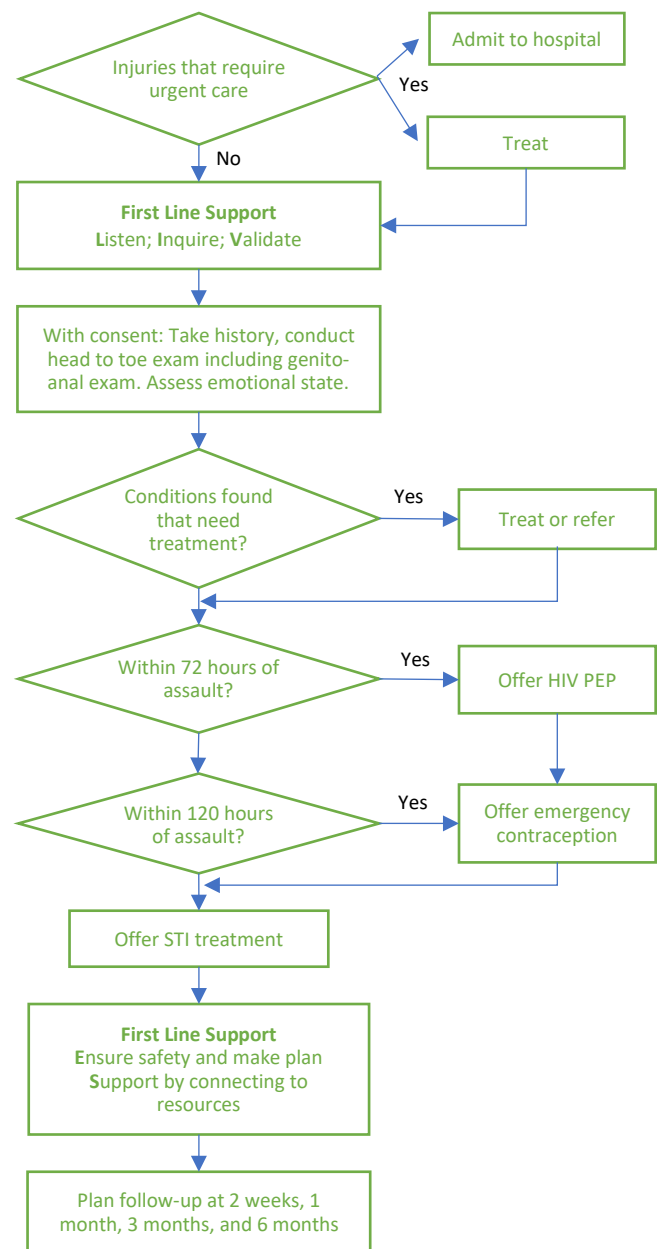 Injuries that require
urgent care
Admit to hospital
Yes
Treat
No
First Line Support
Listen; Inquire; Validate
With consent: Take history, conduct
head to toe exam including genito-
anal exam. Assess emotional state.
Conditions found
that need
treatment?
Yes
Treat or refer
Within 72 hours of
assault?
Yes
Offer HIV PEP
Within 120 hours
of assault?
Yes
Offer emergency
contraception
Offer STI treatment
First Line Support
Ensure safety and make plan
Support by connecting to
resources
Plan follow-up at 2 weeks, 1
month, 3 months, and 6 months